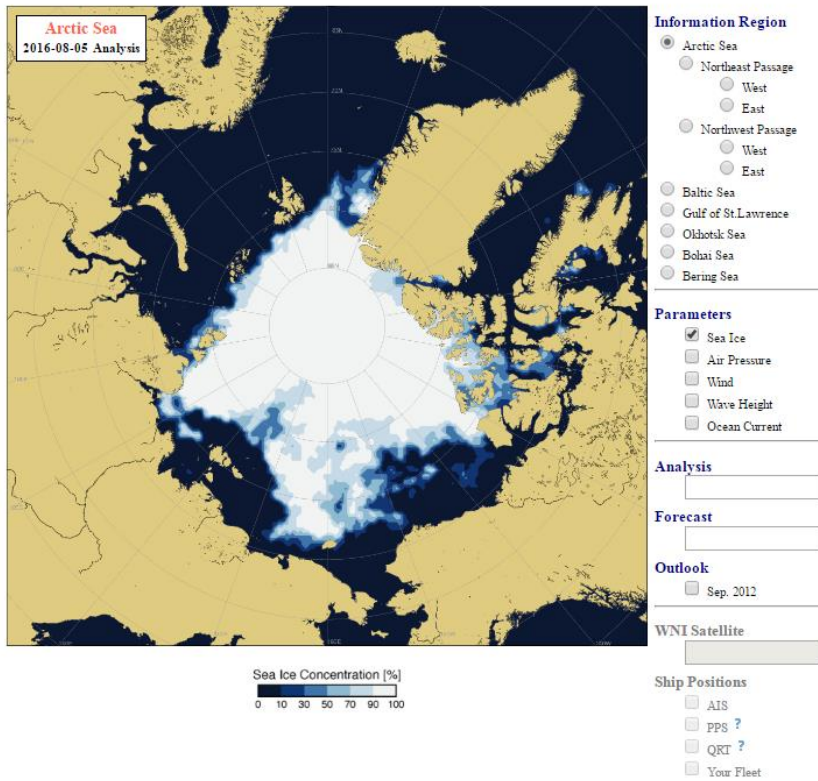 Arctic Sea
2016-08-05 Analysis
Sea Ice Concentration [%]
0 10 30 50 70 90 100
Information Region
Arctic Sea
Northeast Passage
West
East
Northwest Passage
West
East
Baltic Sea
Gulf of St.Lawrence
Okhotsk Sea
Bohai Sea
Bering Sea
Parameters
Sea Ice
Air Pressure
Wind
Wave Height
Ocean Current
Analysis
Forecast
Outlook
Sep. 2012
WNI Satellite
Ship Positions
AIS
PPS ?
QRT ?
Your Fleet